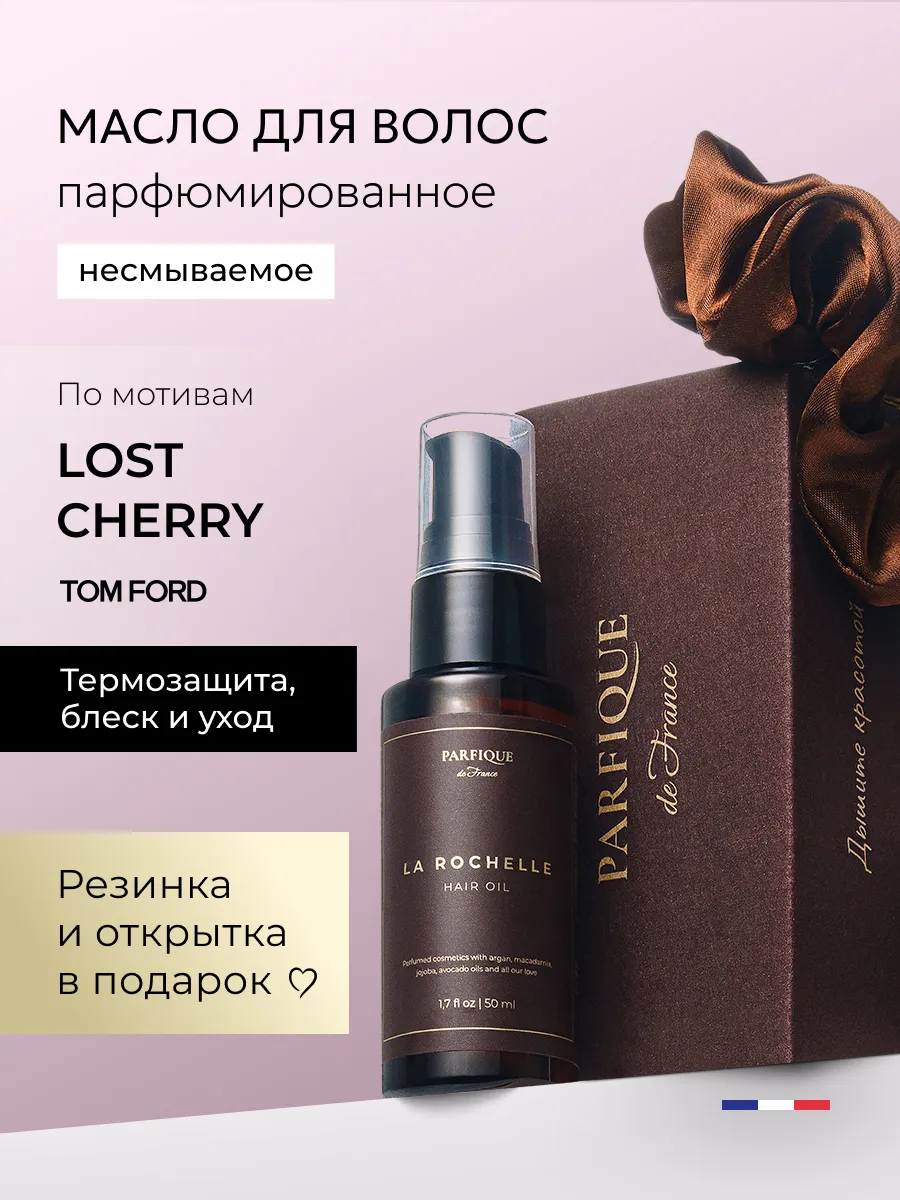 МАСЛО ДЛЯ ВОЛОС
парфюмированное
несмываемое
По мотивам
LOST
CHERRY
TOM FORD
Термозащита,
блеск и уход
Резинка
и открытка
в подарок ♡
PARFIQUE
de France
LA ROCHELLE
HAIR OIL
Perfumed cosmetics with argan, macadamia,
jojoba, avocado oils and all our love
1,7 fl oz | 50 ml
PARFIQUE
de France
Дышите красотой